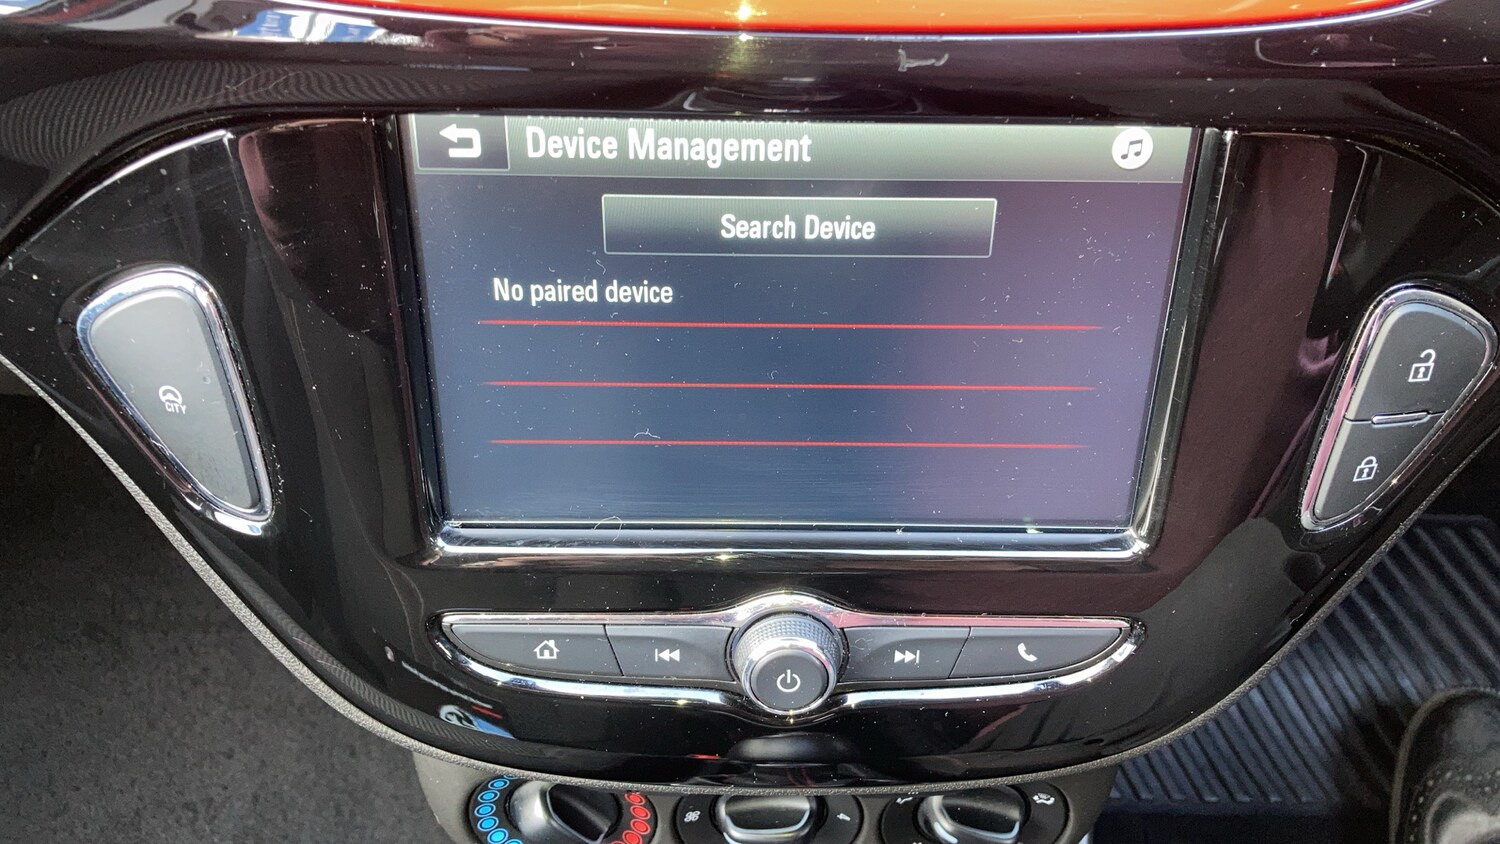 Device Management
Search Device
No paired device
CITY